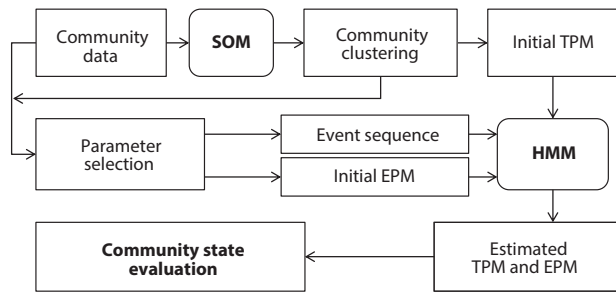 Community
data
SOM
Community
clustering
Initial TPM
Parameter
selection
Event sequence
Initial EPM
HMM
Community state
evaluation
Estimated
TPM and EPM